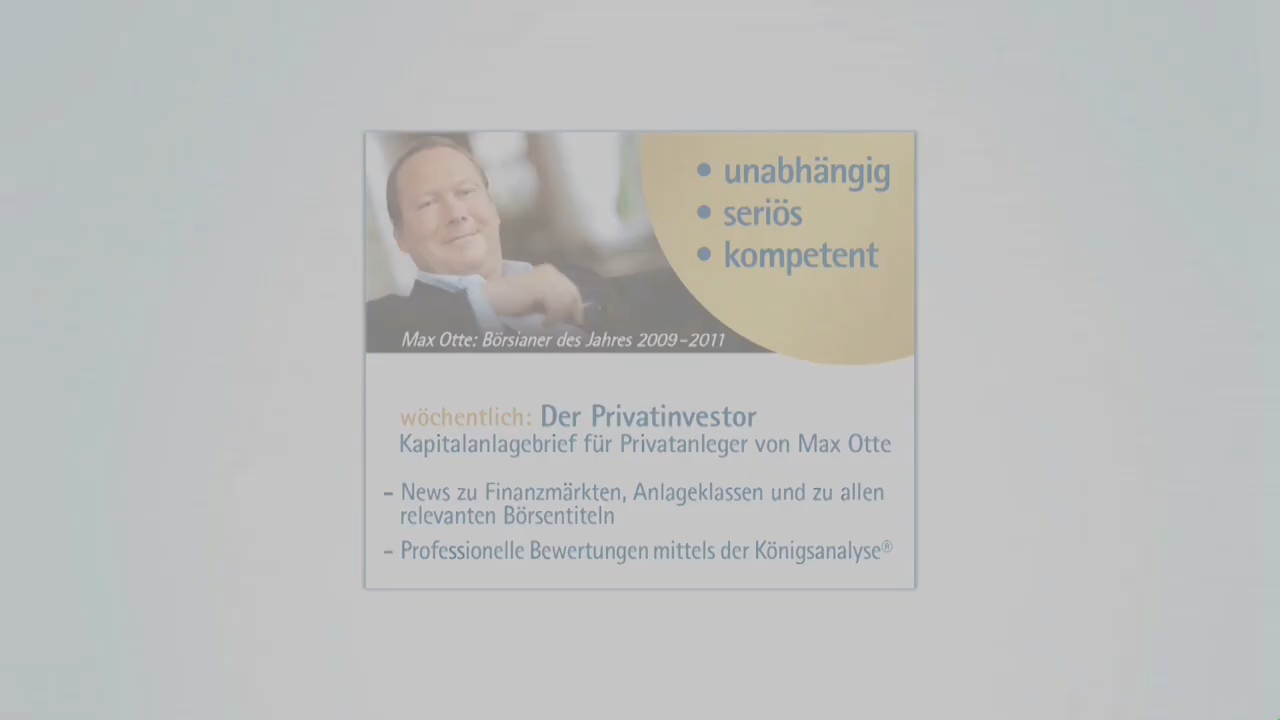 • unabhängig
• seriös
• kompetent
Max Otte: Börsianer des Jahres 2009–2011
wöchentlich: Der Privatinvestor
Kapitalanlagebrief für Privatanleger von Max Otte
– News zu Finanzmärkten, Anlageklassen und zu allen
relevanten Börsentiteln
– Professionelle Bewertungen mittels der Königsanalyse®